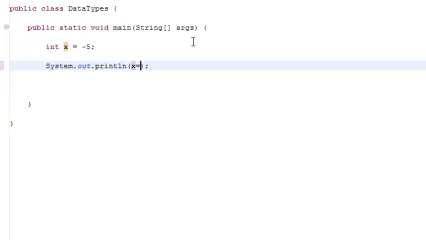 public class DataTypes {
public static void main(String[] args) {
int x = -5;
System.out.println(x=);
}
}